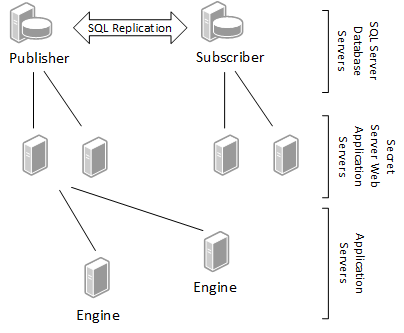 SQL Replication
Publisher
Subscriber
SQL Server
Database
Servers
Secret
Server Web
Application
Servers
Application
Servers
Engine
Engine